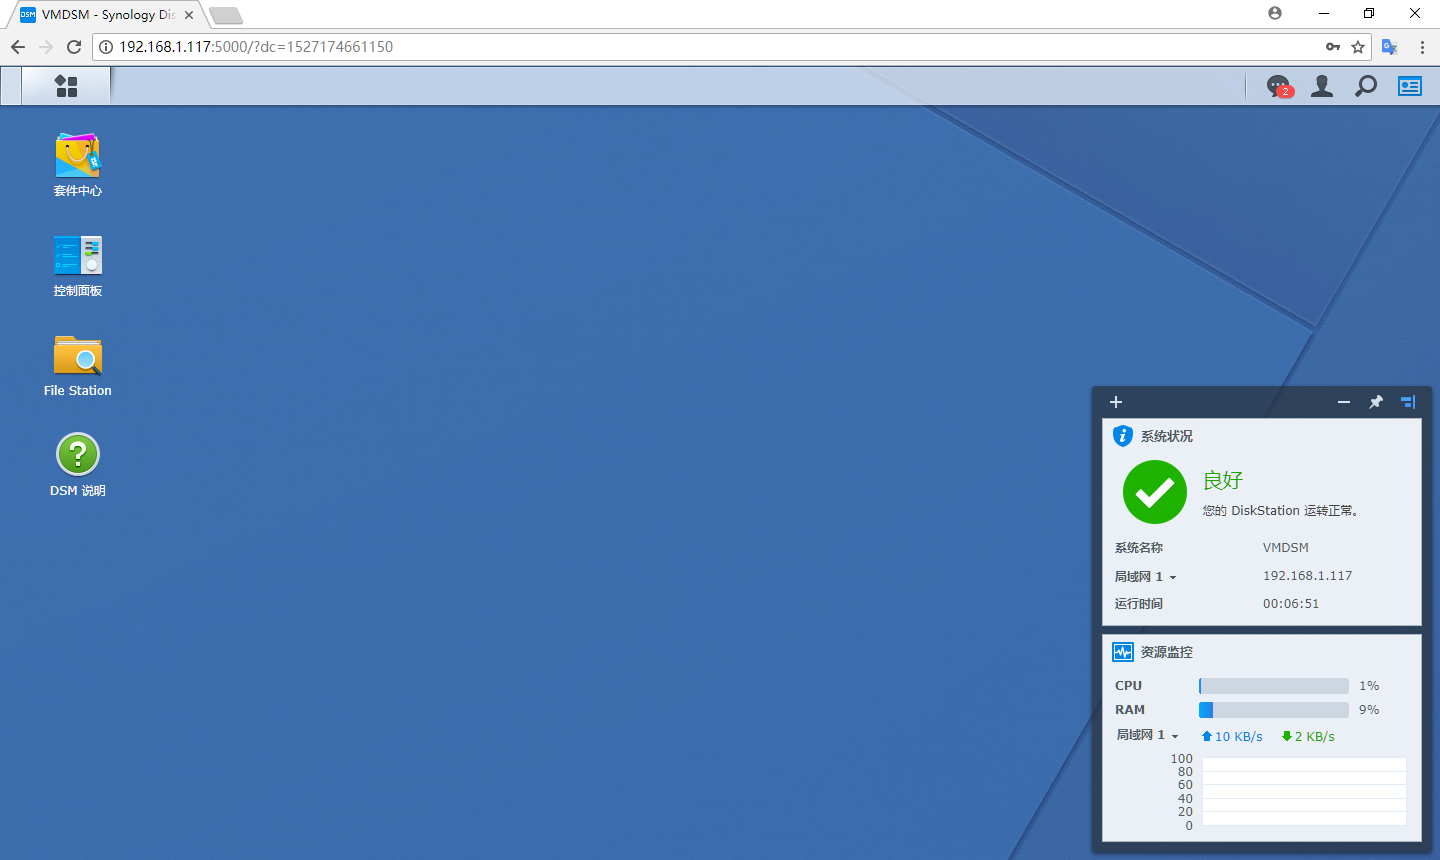 DSM VMDSM - Synology Dis
192.168.1.117:5000/?dc=1527174661150
2
套件中心
控制面板
File Station
DSM 说明
系统状况
良好
您的 DiskStation 运转正常。
系统名称 VMDSM
局域网 1 192.168.1.117
运行时间 00:06:51
资源监控
CPU 1%
RAM 9%
局域网 1 10 KB/s 2 KB/s
100
80
60
40
20
0